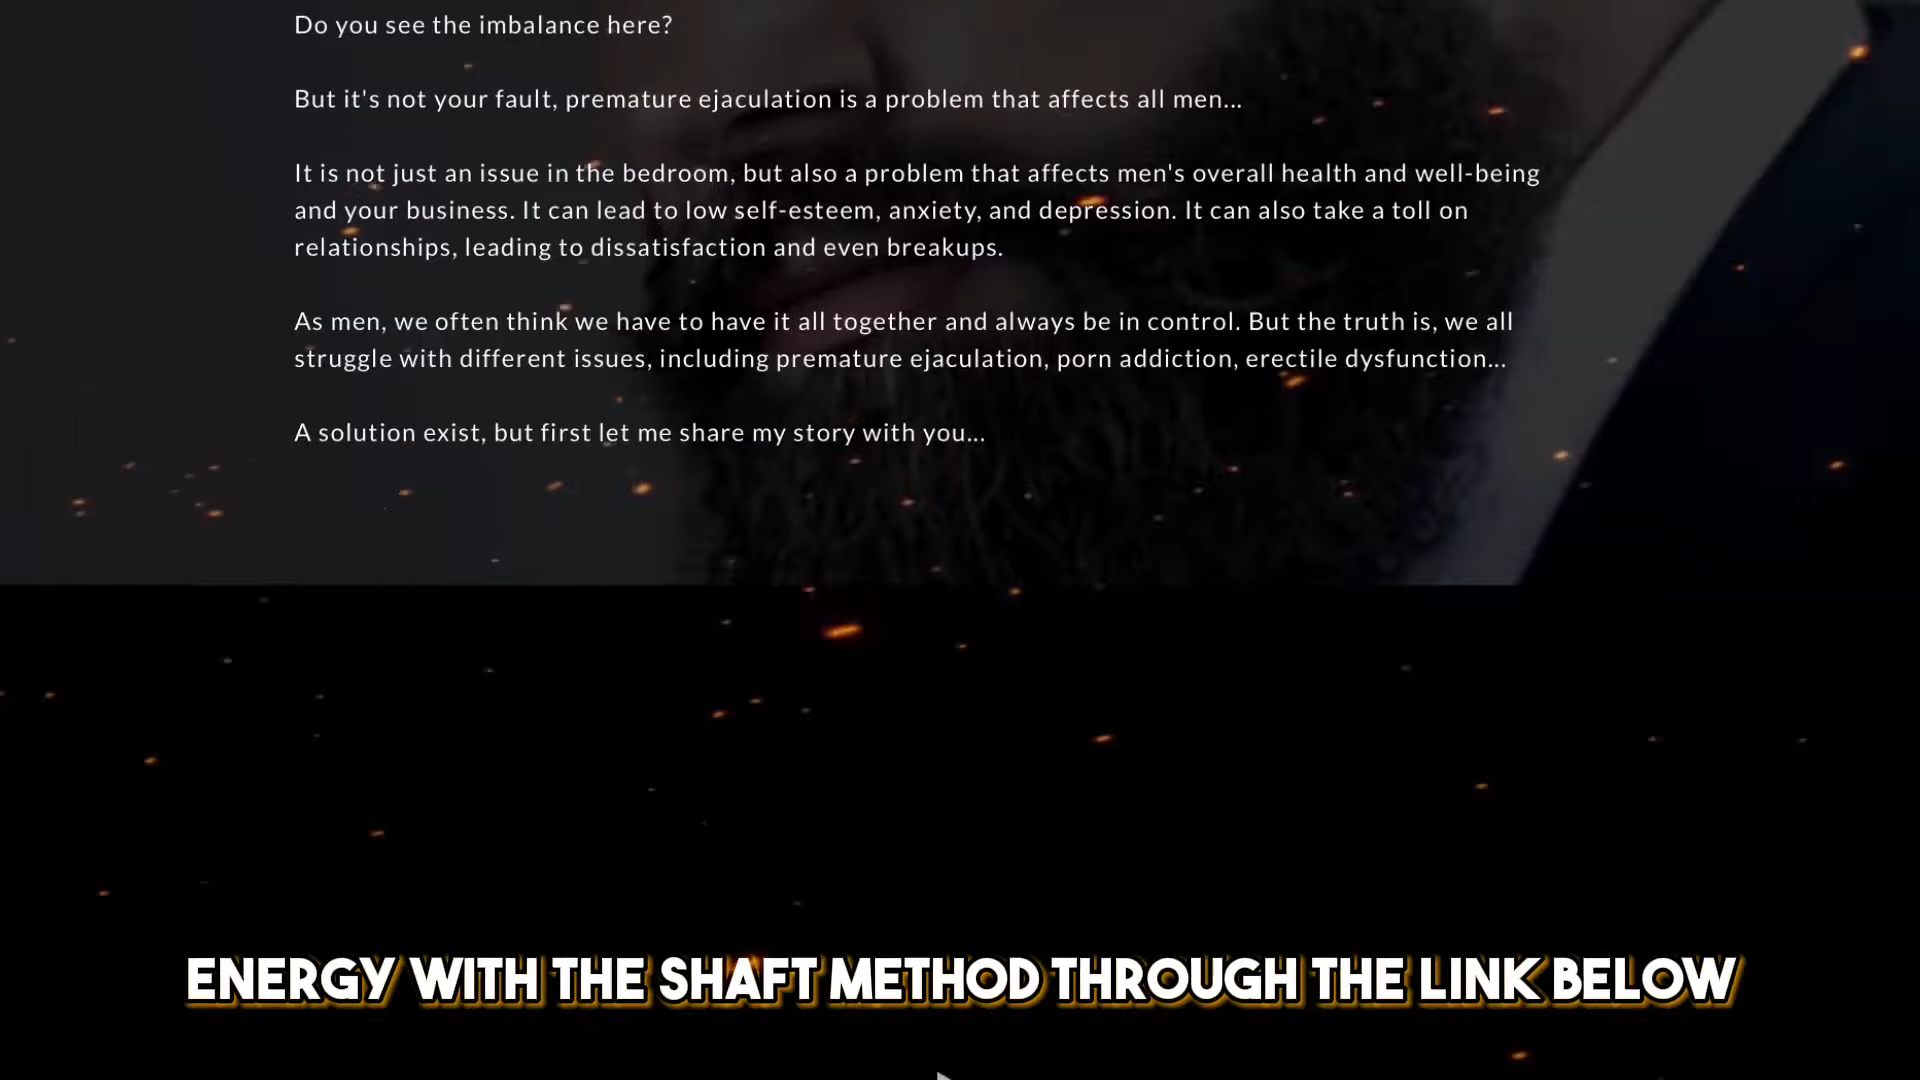 Do you see the imbalance here?
But it's not your fault, premature ejaculation is a problem that affects all men...
It is not just an issue in the bedroom, but also a problem that affects men's overall health and well-being
and your business. It can lead to low self-esteem, anxiety, and depression. It can also take a toll on
relationships, leading to dissatisfaction and even breakups.
As men, we often think we have to have it all together and always be in control. But the truth is, we all
struggle with different issues, including premature ejaculation, porn addiction, erectile dysfunction...
A solution exist, but first let me share my story with you...
ENERGY WITH THE SHAFT METHOD THROUGH THE LINK BELOW